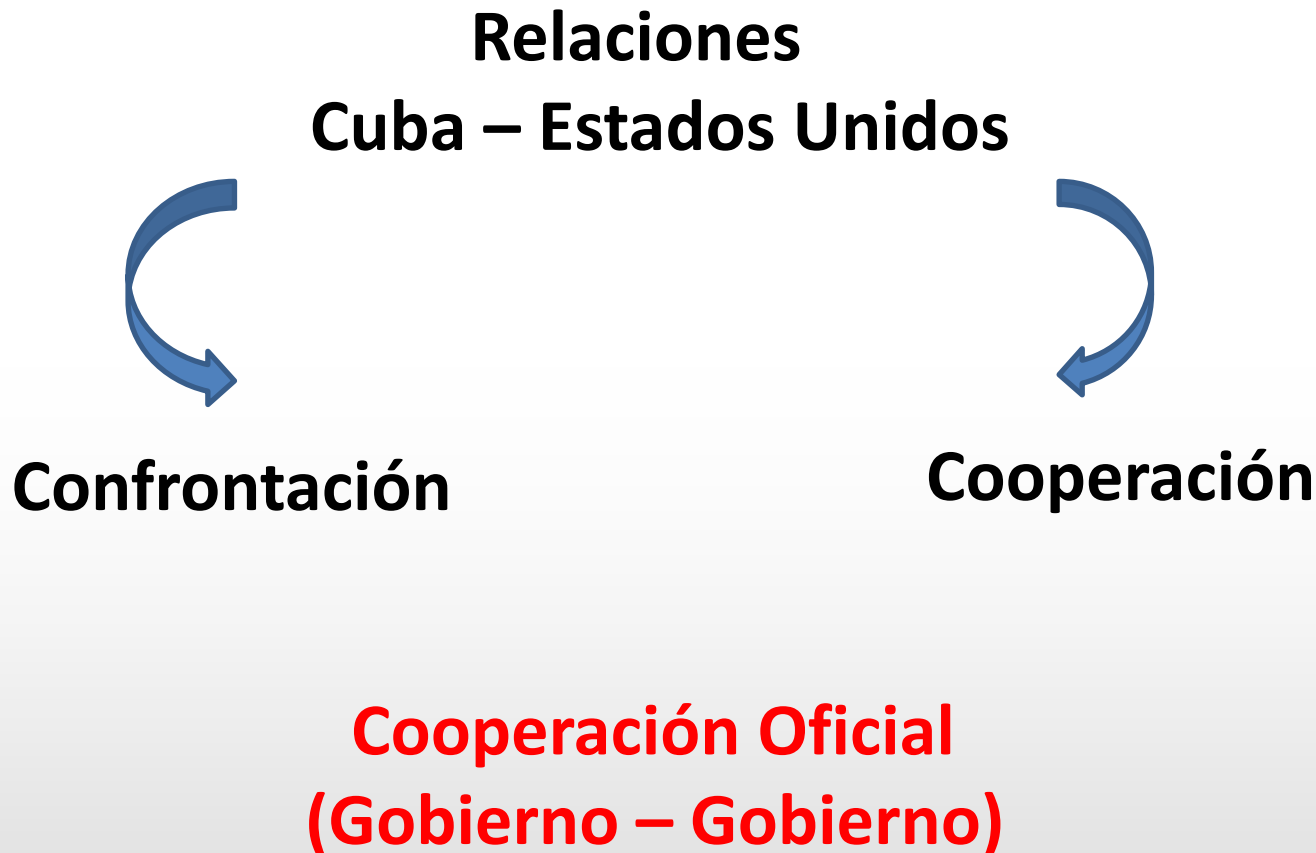 Relaciones
Cuba – Estados Unidos
Confrontación
Cooperación
Cooperación Oficial
(Gobierno – Gobierno)